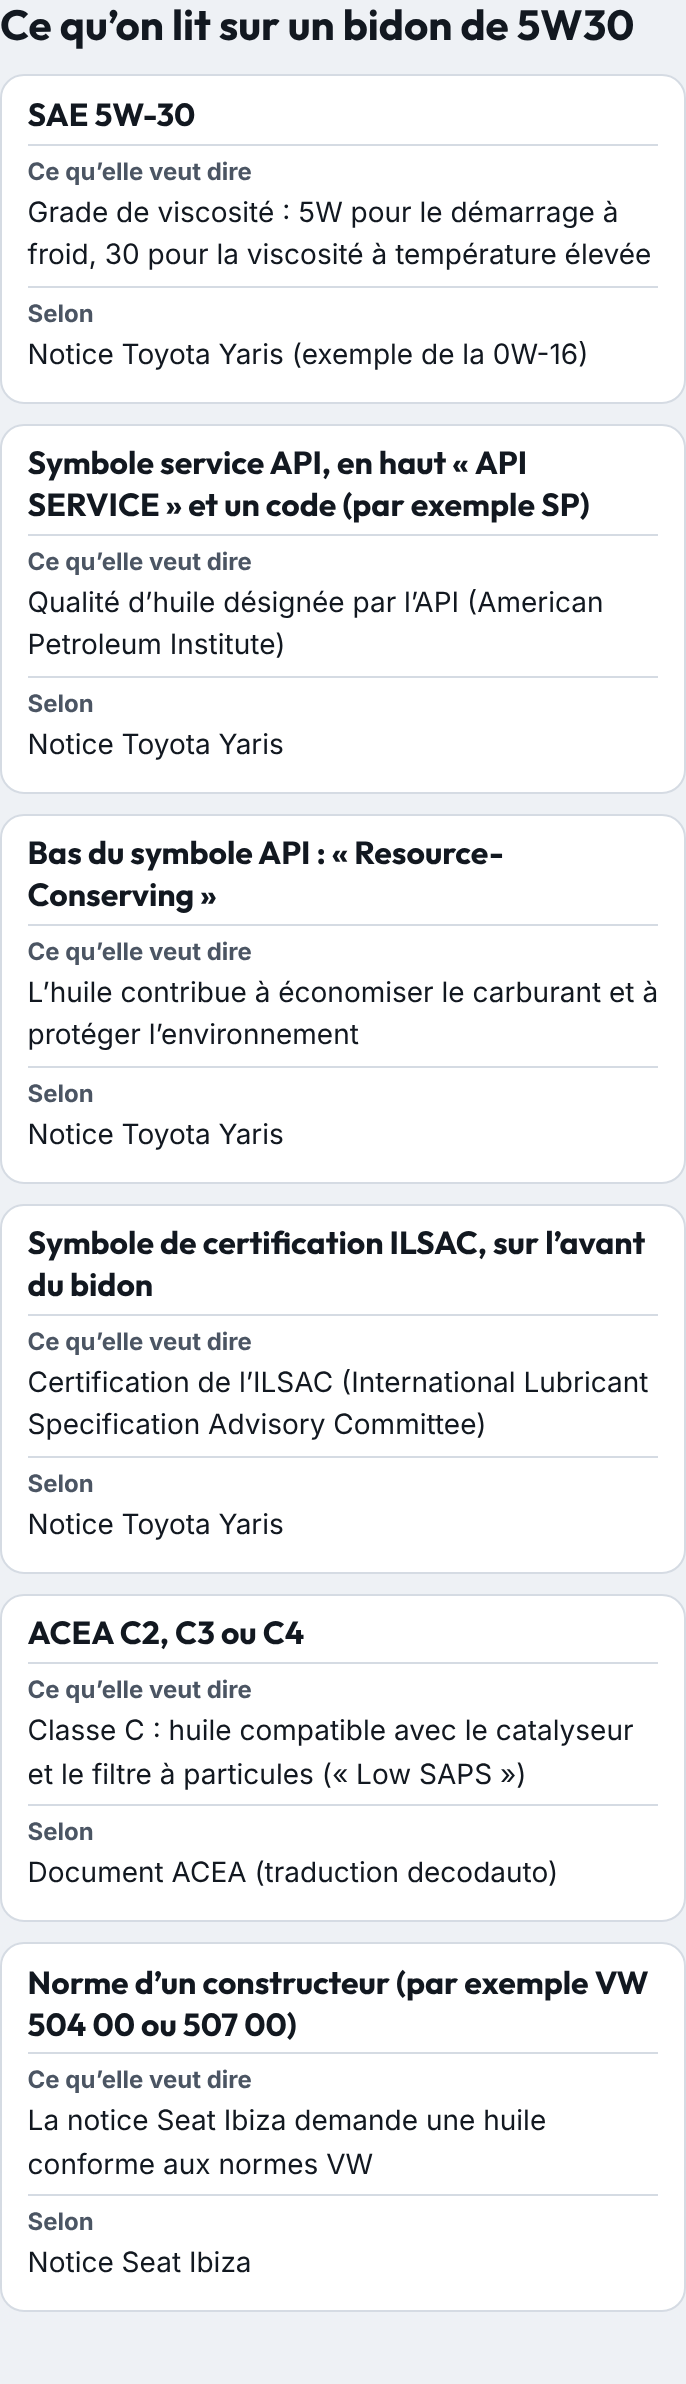 Ce qu’on lit sur un bidon de 5W30
SAE 5W-30
Ce qu’elle veut dire
Grade de viscosité : 5W pour le démarrage à
froid, 30 pour la viscosité à température élevée
Selon
Notice Toyota Yaris (exemple de la 0W-16)
Symbole service API, en haut « API
SERVICE » et un code (par exemple SP)
Ce qu’elle veut dire
Qualité d’huile désignée par l’API (American
Petroleum Institute)
Selon
Notice Toyota Yaris
Bas du symbole API : « Resource-
Conserving »
Ce qu’elle veut dire
L’huile contribue à économiser le carburant et à
protéger l’environnement
Selon
Notice Toyota Yaris
Symbole de certification ILSAC, sur l’avant
du bidon
Ce qu’elle veut dire
Certification de l’ILSAC (International Lubricant
Specification Advisory Committee)
Selon
Notice Toyota Yaris
ACEA C2, C3 ou C4
Ce qu’elle veut dire
Classe C : huile compatible avec le catalyseur
et le filtre à particules (« Low SAPS »)
Selon
Document ACEA (traduction decodauto)
Norme d’un constructeur (par exemple VW
504 00 ou 507 00)
Ce qu’elle veut dire
La notice Seat Ibiza demande une huile
conforme aux normes VW
Selon
Notice Seat Ibiza